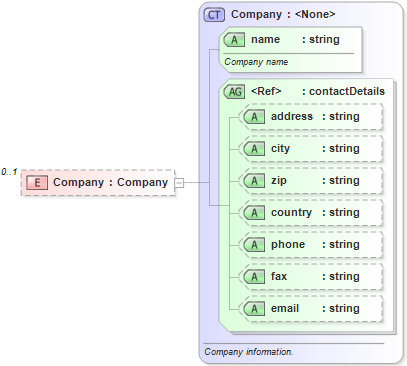 CT Company : <None>
A name : string
Company name
AG <Ref> : contactDetails
A address : string
A city : string
A zip : string
0..1
E Company : Company
A country : string
A phone : string
A fax : string
A email : string
Company information.